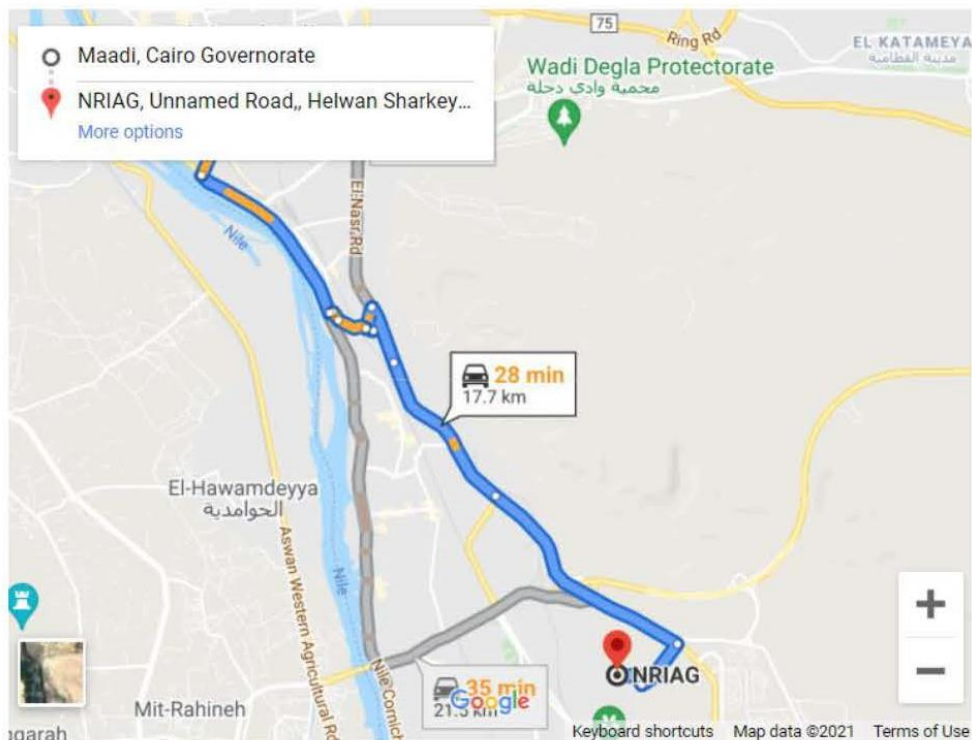 Maadi, Cairo Governorate
NRIAG, Unnamed Road,, Helwan Sharkey...
More options
75
Ring Rd
EL KATAMEYA
مدينة القطامية
Wadi Degla Protectorate
محمية وادي دجلة
El Nasr Rd
Nile
28 min
17.7 km
El-Hawamdeyya
الحوامدية
Aswan Western Agricultural Rd
Nile
Nile Cornich
NRIAG
35 min
Google
Mit-Rahineh
qqarah
+
−
Keyboard shortcuts Map data ©2021 Terms of Use